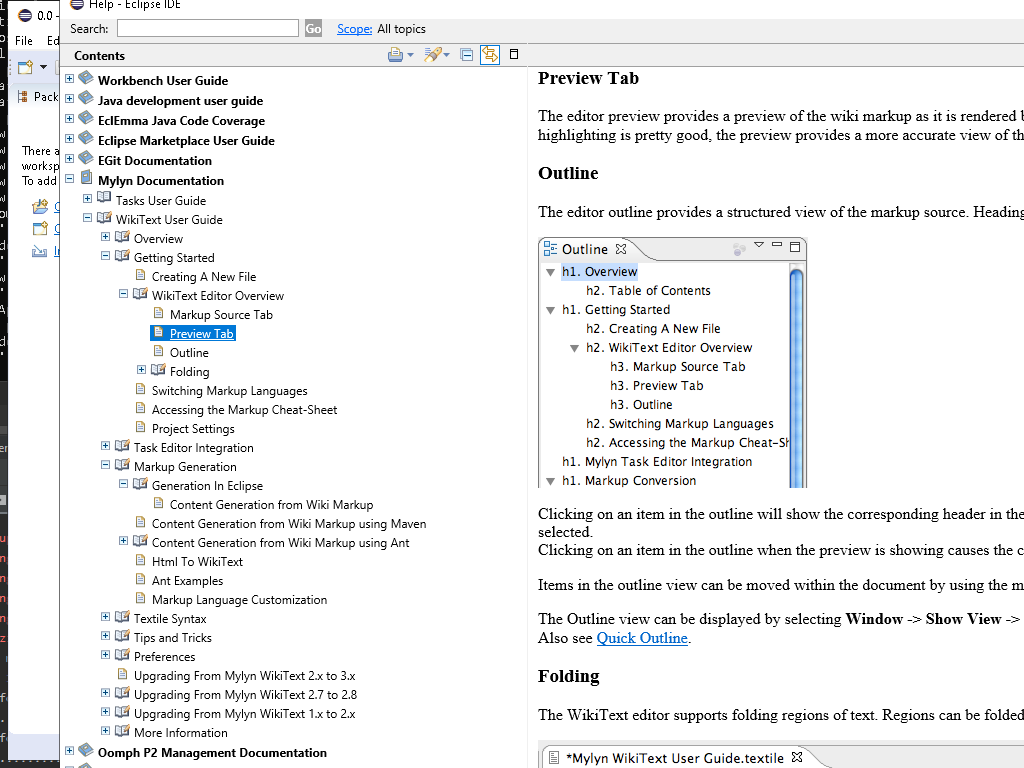 Help - Eclipse IDE
0.0 -
File Ed
Pack
There a
worksp
To add
Search: Go Scope: All topics
Contents
Workbench User Guide
Java development user guide
EclEmma Java Code Coverage
Eclipse Marketplace User Guide
EGit Documentation
Mylyn Documentation
Tasks User Guide
WikiText User Guide
Overview
Getting Started
Creating A New File
WikiText Editor Overview
Markup Source Tab
Preview Tab
Outline
Folding
Switching Markup Languages
Accessing the Markup Cheat-Sheet
Project Settings
Task Editor Integration
Markup Generation
Generation In Eclipse
Content Generation from Wiki Markup
Content Generation from Wiki Markup using Maven
Content Generation from Wiki Markup using Ant
Html To WikiText
Ant Examples
Markup Language Customization
Textile Syntax
Tips and Tricks
Preferences
Upgrading From Mylyn WikiText 2.x to 3.x
Upgrading From Mylyn WikiText 2.7 to 2.8
Upgrading From Mylyn WikiText 1.x to 2.x
More Information
Oomph P2 Management Documentation
Preview Tab
The editor preview provides a preview of the wiki markup as it is rendered
highlighting is pretty good, the preview provides a more accurate view of th
Outline
The editor outline provides a structured view of the markup source. Heading
Outline
h1. Overview
h2. Table of Contents
h1. Getting Started
h2. Creating A New File
h2. WikiText Editor Overview
h3. Markup Source Tab
h3. Preview Tab
h3. Outline
h2. Switching Markup Languages
h2. Accessing the Markup Cheat-Sh
h1. Mylyn Task Editor Integration
h1. Markup Conversion
Clicking on an item in the outline will show the corresponding header in the
selected.
Clicking on an item in the outline when the preview is showing causes the c
Items in the outline view can be moved within the document by using the m
The Outline view can be displayed by selecting Window -> Show View ->
Also see Quick Outline.
Folding
The WikiText editor supports folding regions of text. Regions can be folded
*Mylyn WikiText User Guide.textile